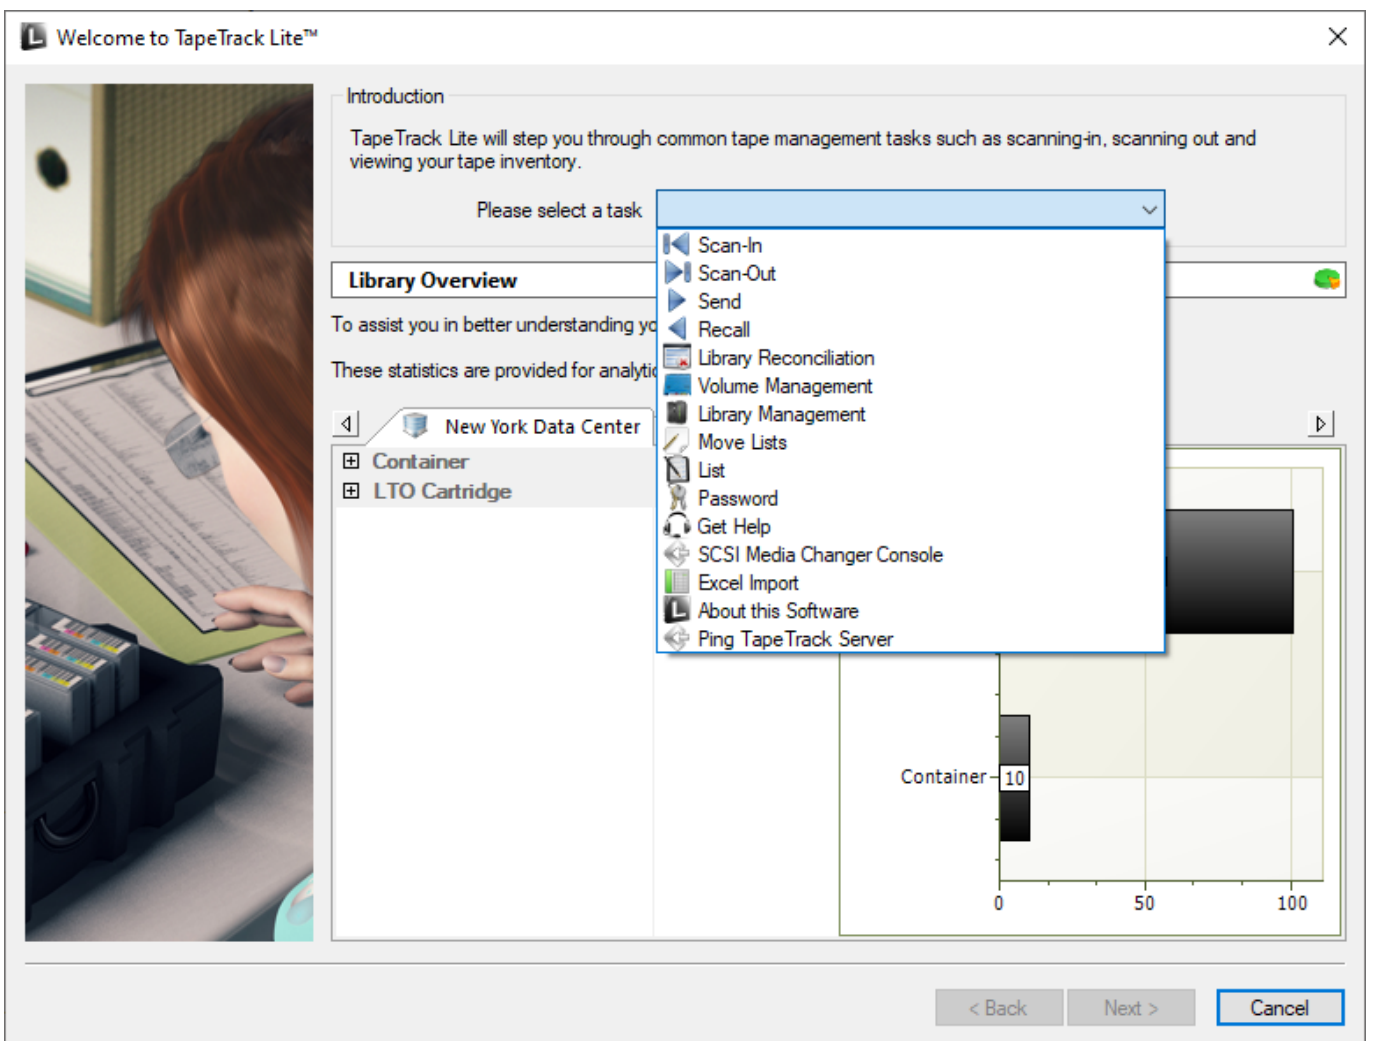 Welcome to TapeTrack Lite™
Introduction
TapeTrack Lite will step you through common tape management tasks such as scanning-in, scanning out and
viewing your tape inventory.
Please select a task
Scan-In
Scan-Out
Send
Recall
Library Reconciliation
Volume Management
Library Management
Move Lists
List
Password
Get Help
SCSI Media Changer Console
Excel Import
About this Software
Ping TapeTrack Server
Library Overview
To assist you in better understanding
These statistics are provided for
New York Data Center
Container
LTO Cartridge
Container
10
0 50 100
< Back
Next >
Cancel